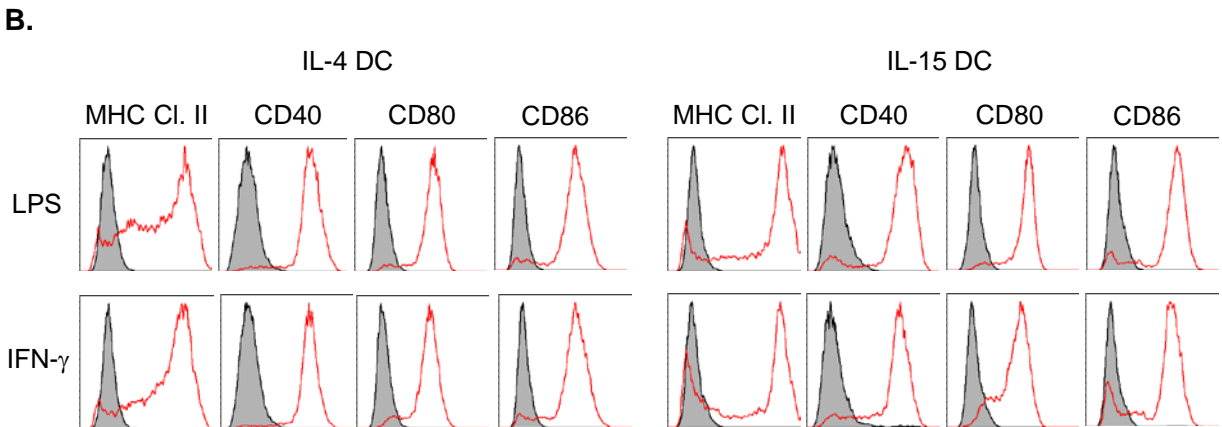 B.
IL-4 DC IL-15 DC
MHC Cl. II CD40 CD80 CD86 MHC Cl. II CD40 CD80 CD86
LPS
IFN-γ